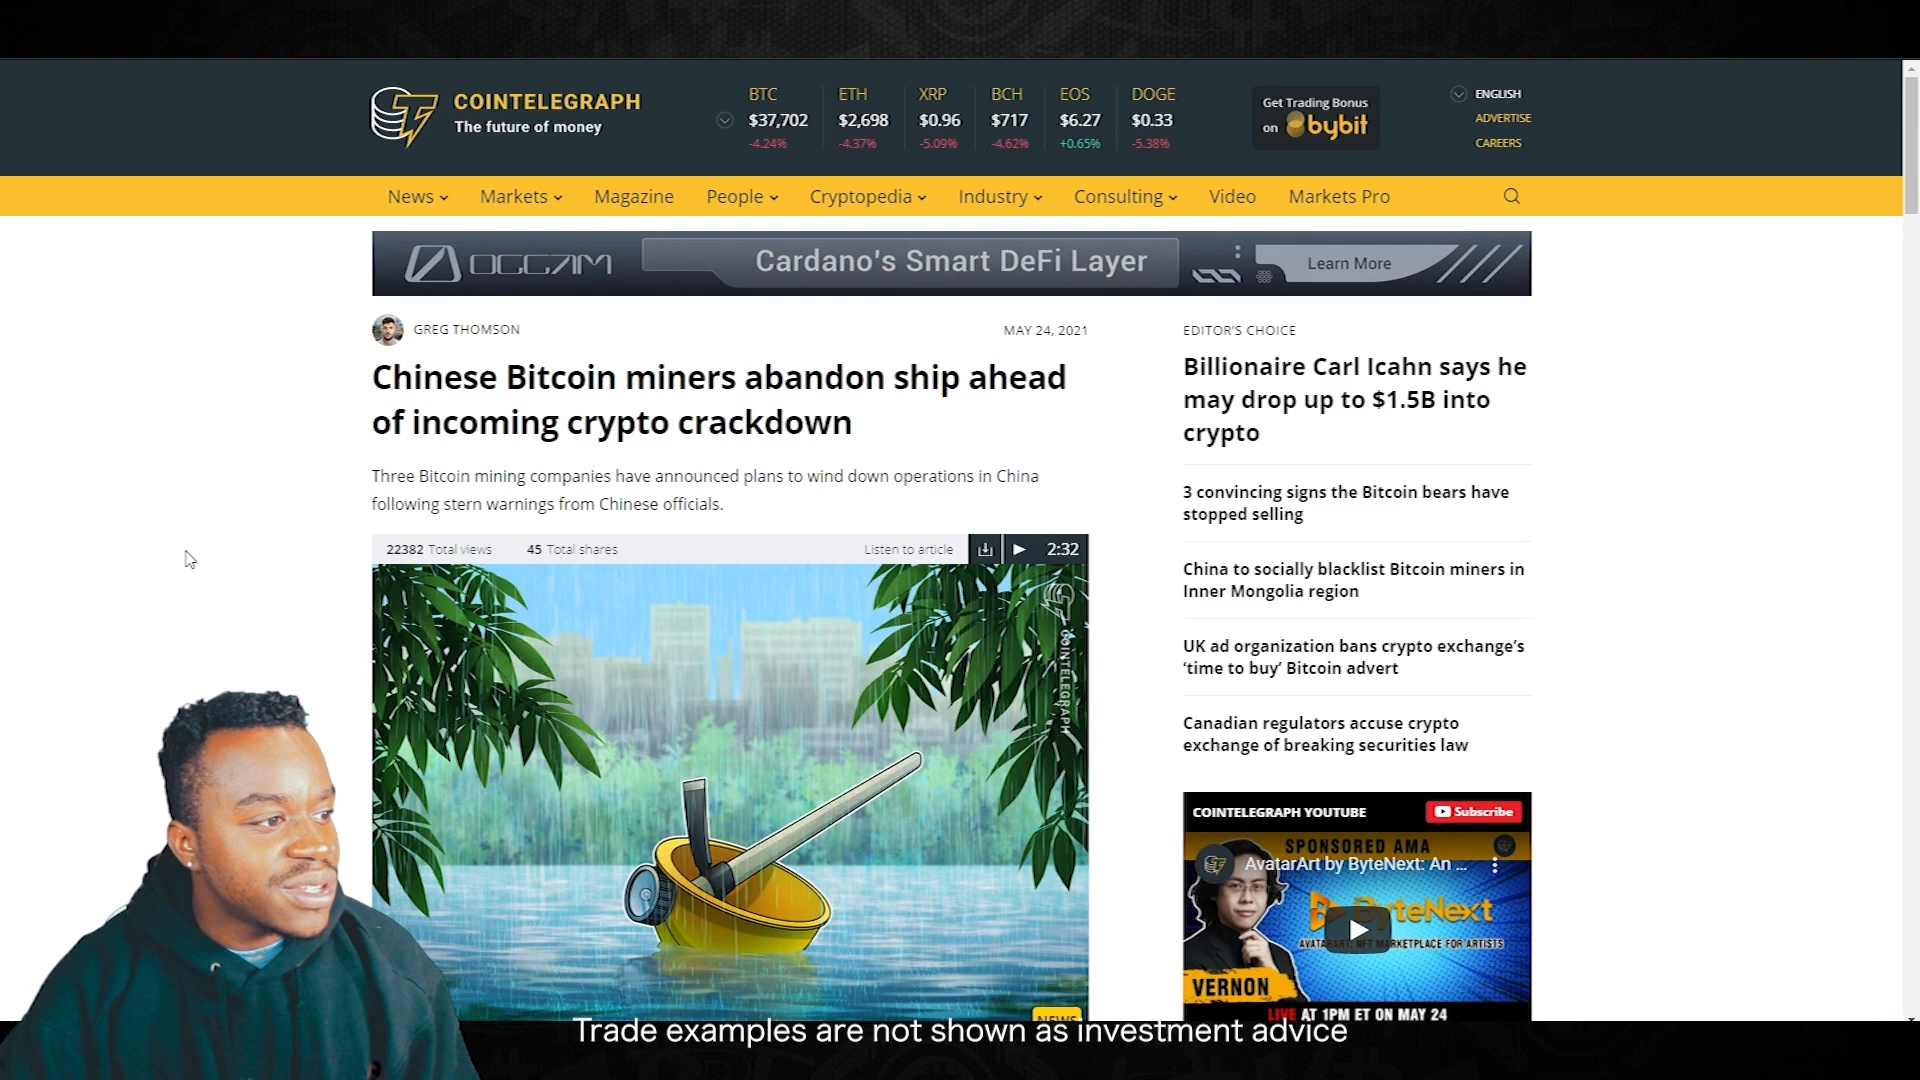 COINTELEGRAPH
The future of money
BTC
$37,702
-4.24%
ETH
$2,698
-4.37%
XRP
$0.96
-5.09%
BCH
$717
-4.62%
EOS
$6.27
+0.65%
DOGE
$0.33
-5.38%
Get Trading Bonus
on bybit
ENGLISH
ADVERTISE
CAREERS
News Markets Magazine People Cryptopedia Industry Consulting Video Markets Pro
OCCAM Cardano's Smart DeFi Layer Learn More
GREG THOMSON
MAY 24, 2021
Chinese Bitcoin miners abandon ship ahead
of incoming crypto crackdown
Three Bitcoin mining companies have announced plans to wind down operations in China
following stern warnings from Chinese officials.
22382 Total views 45 Total shares Listen to article 2:32
COINTELEGRAPH
NEWS
EDITOR'S CHOICE
Billionaire Carl Icahn says he
may drop up to $1.5B into
crypto
3 convincing signs the Bitcoin bears have
stopped selling
China to socially blacklist Bitcoin miners in
Inner Mongolia region
UK ad organization bans crypto exchange's
‘time to buy’ Bitcoin advert
Canadian regulators accuse crypto
exchange of breaking securities law
COINTELEGRAPH YOUTUBE Subscribe
SPONSORED AMA
AvatarArt by ByteNext: An ...
ByteNext
AVATARART: NFT MARKETPLACE FOR ARTISTS
VERNON
LIVE AT 1PM ET ON MAY 24
Trade examples are not shown as investment advice